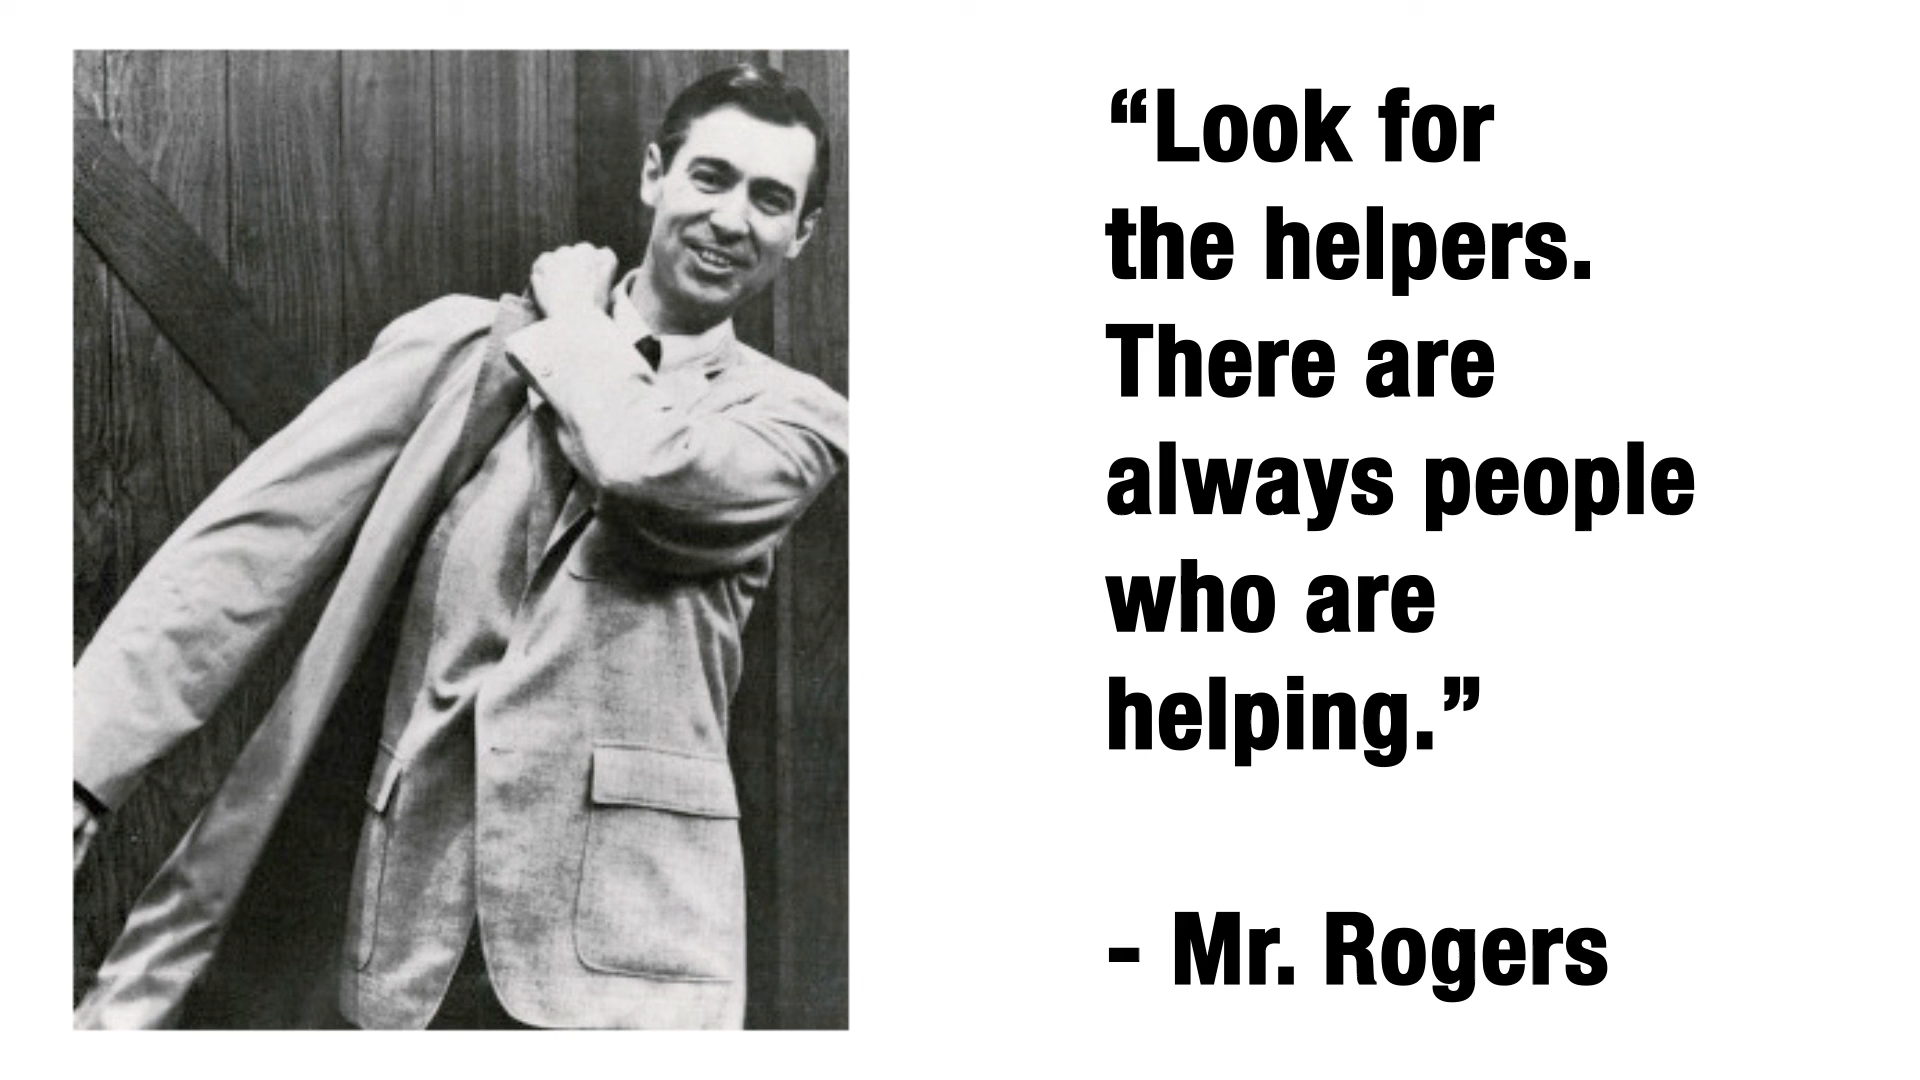 “Look for
the helpers.
There are
always people
who are
helping.”
- Mr. Rogers